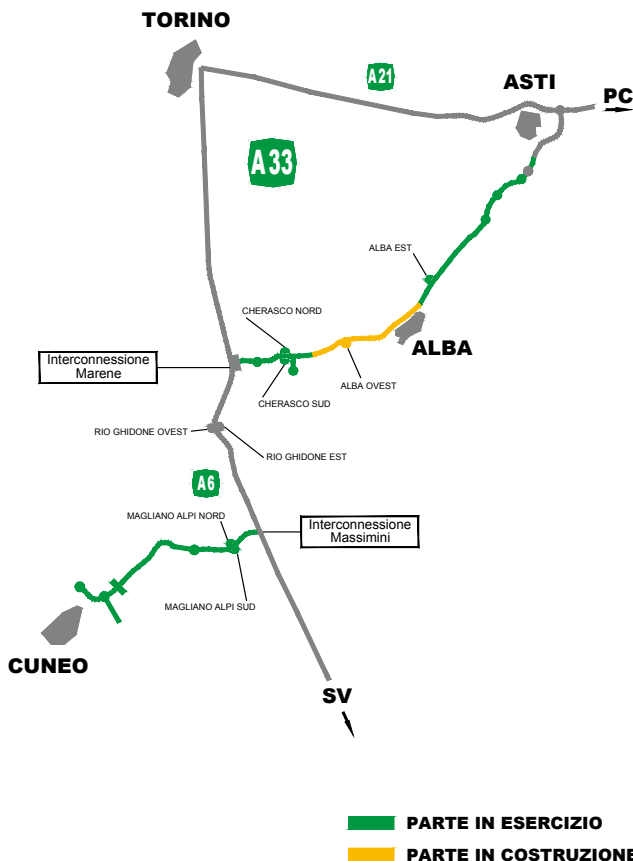 TORINO
A21
ASTI
PC
A33
ALBA EST
CHERASCO NORD
ALBA
Interconnessione
Marene
CHERASCO SUD
ALBA OVEST
RIO GHIDONE OVEST
RIO GHIDONE EST
A6
MAGLIANO ALPI NORD
Interconnessione
Massimini
MAGLIANO ALPI SUD
CUNEO
SV
PARTE IN ESERCIZIO
PARTE IN COSTRUZIONE